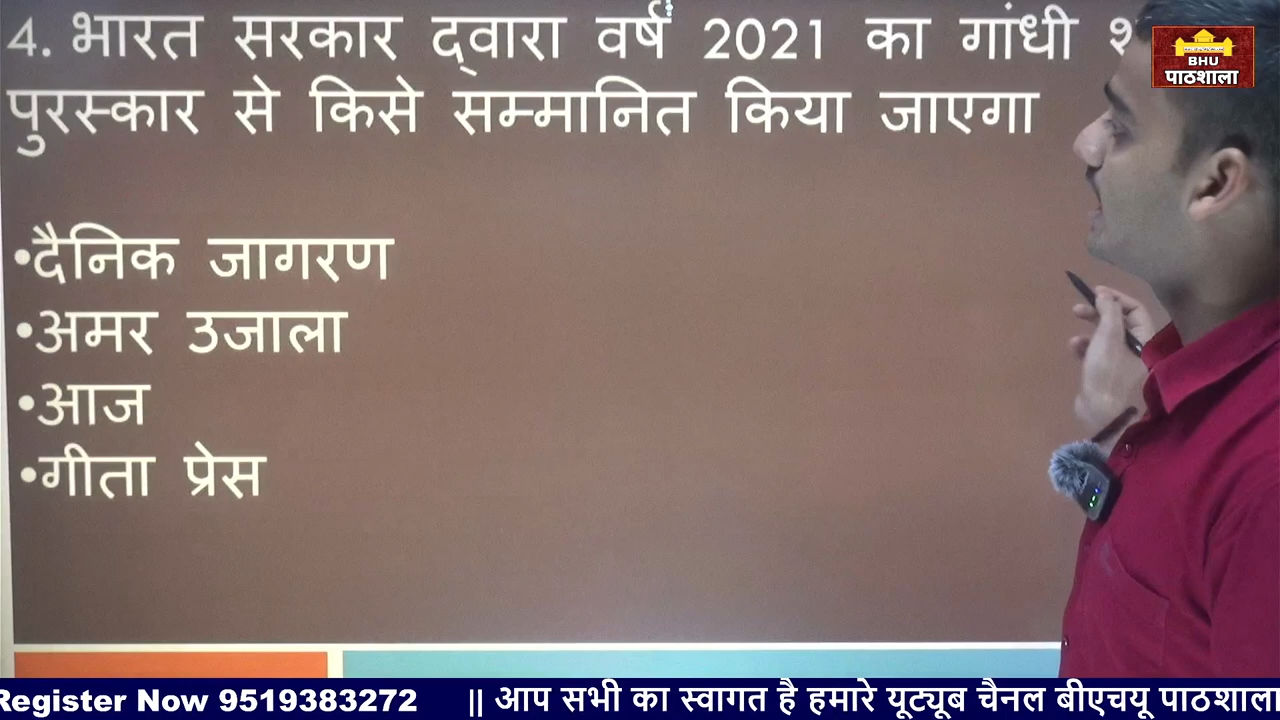 4. भारत सरकार द्वारा वर्ष 2021 का गांधी
पुरस्कार से किसे सम्मानित किया जाएगा
•दैनिक जागरण
•अमर उजाला
•आज
•गीता प्रेस
BHU
पाठशाला
Register Now 9519383272 || आप सभी का स्वागत है हमारे यूट्यूब चैनल बीएचयू पाठशाला